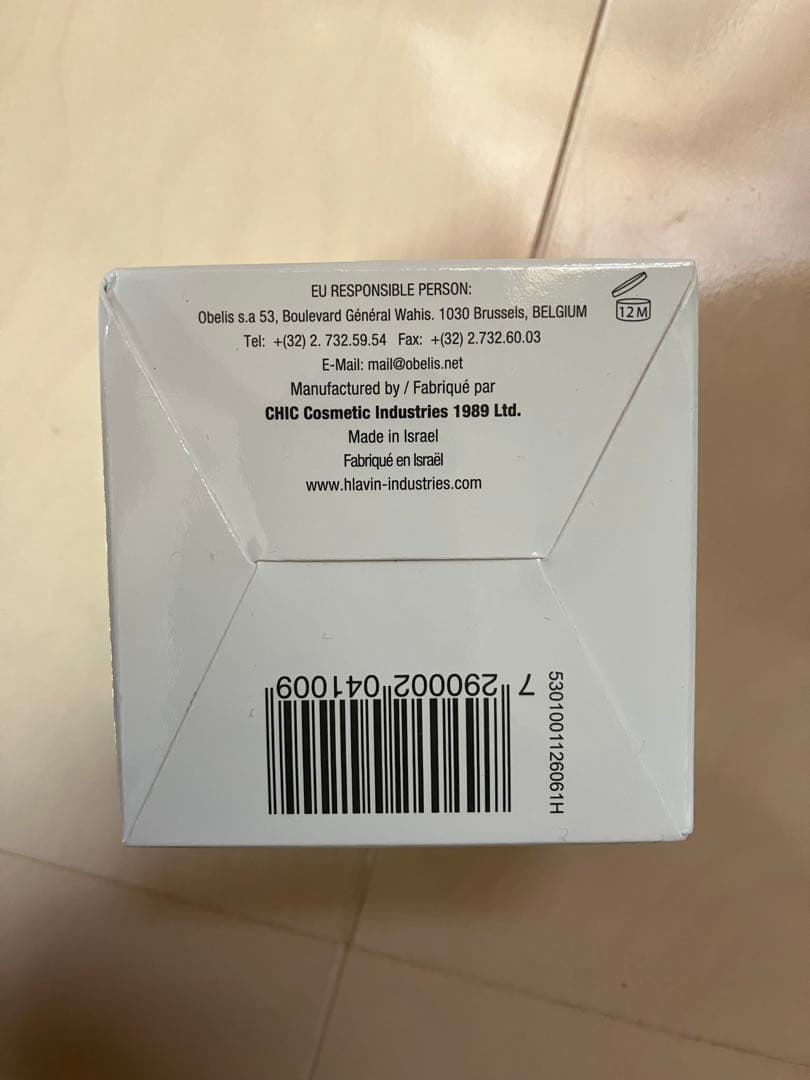 EU RESPONSIBLE PERSON:
Obelis s.a 53, Boulevard Général Wahis. 1030 Brussels, BELGIUM
Tel: +(32) 2. 732.59.54 Fax: +(32) 2.732.60.03
E-Mail: mail@obelis.net
Manufactured by / Fabriqué par
CHIC Cosmetic Industries 1989 Ltd.
Made in Israel
Fabriqué en Israël
www.hlavin-industries.com
12 M
7 290002 041009
5301001126061H